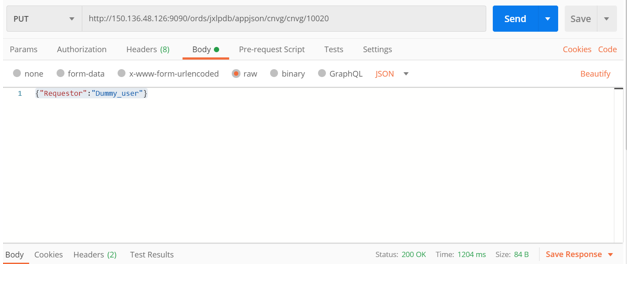 PUT http://150.136.48.126:9090/ords/jxlpdb/appjson/cnvg/cnvg/10020 Send Save
Params Authorization Headers (8) Body Pre-request Script Tests Settings Cookies Code
none form-data x-www-form-urlencoded raw binary GraphQL JSON Beautify
1 {"Requestor":"Dummy_user"}
Body Cookies Headers (2) Test Results Status: 200 OK Time: 1204 ms Size: 84 B Save Response